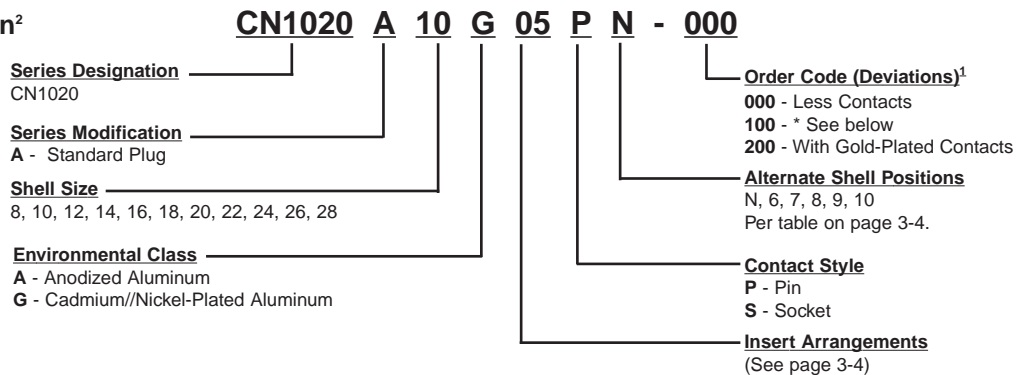 n²
CN1020 A 10 G 05 P N - 000
Series Designation
CN1020
Series Modification
A - Standard Plug
Shell Size
8, 10, 12, 14, 16, 18, 20, 22, 24, 26, 28
Environmental Class
A - Anodized Aluminum
G - Cadmium//Nickel-Plated Aluminum
Order Code (Deviations)¹
000 - Less Contacts
100 - * See below
200 - With Gold-Plated Contacts
Alternate Shell Positions
N, 6, 7, 8, 9, 10
Per table on page 3-4.
Contact Style
P - Pin
S - Socket
Insert Arrangements
(See page 3-4)